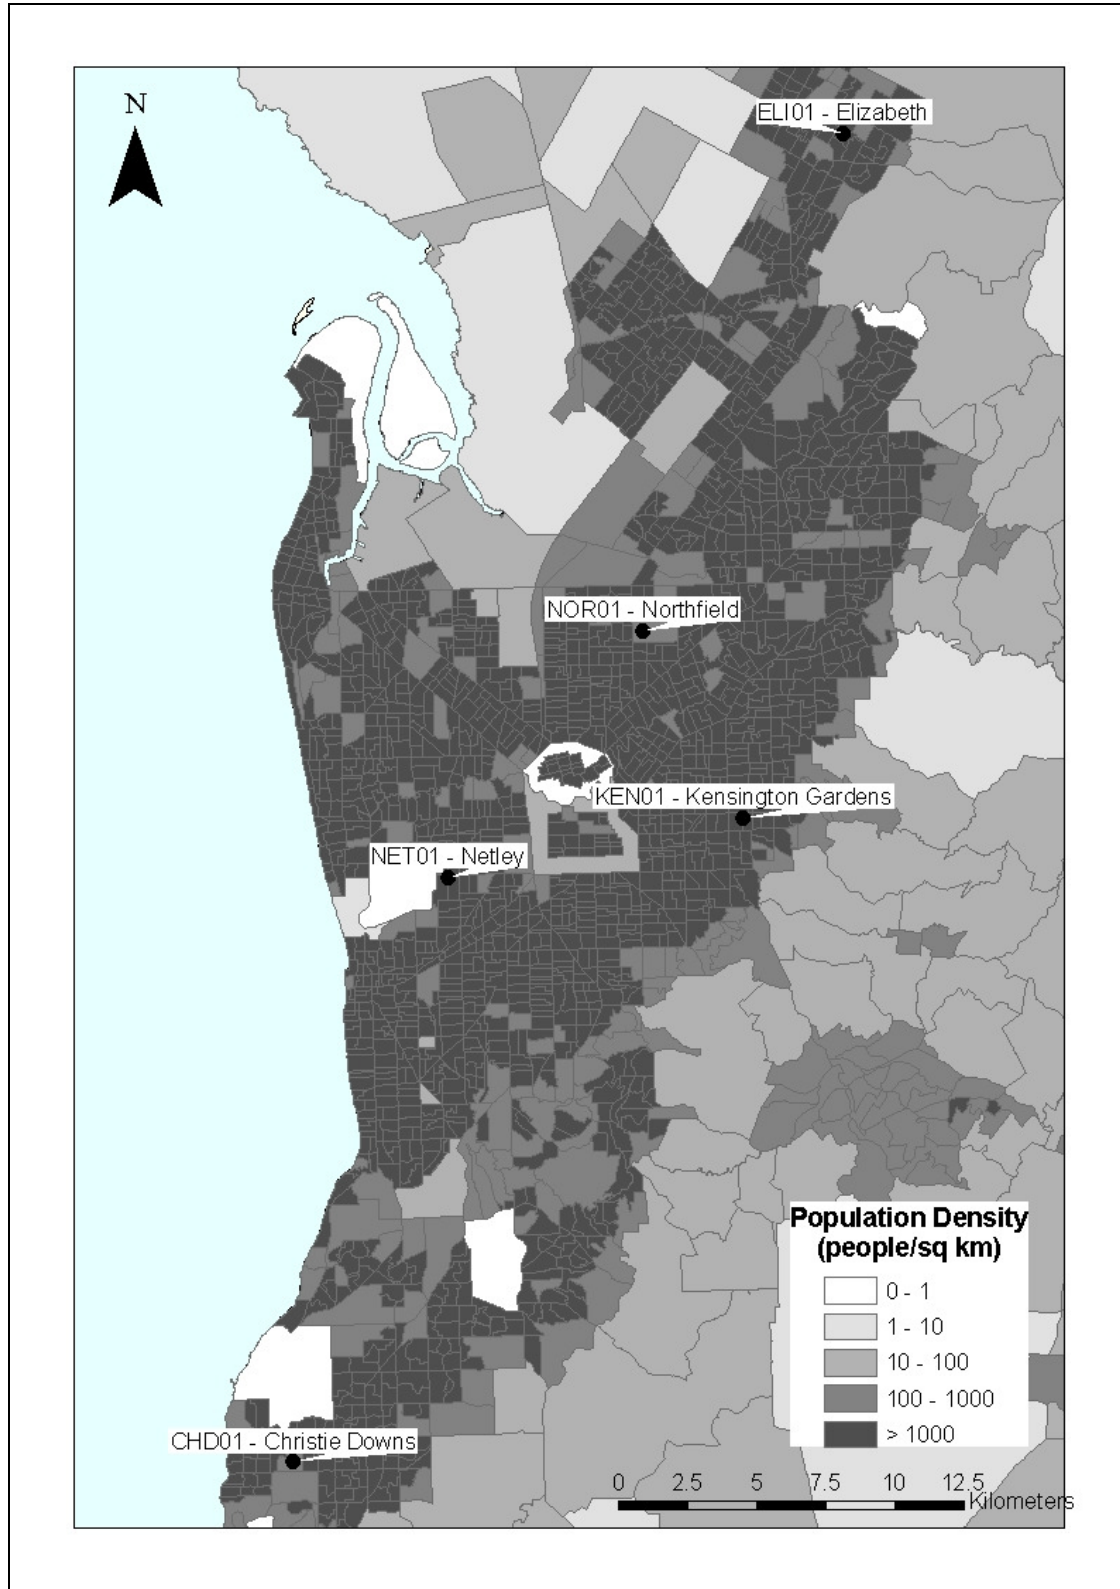 N
ELI01 - Elizabeth
NOR01 - Northfield
KEN01 - Kensington Gardens
NET01 - Netley
CHD01 - Christie Downs
Population Density
(people/sq km)
0 - 1
1 - 10
10 - 100
100 - 1000
> 1000
0 2.5 5 7.5 10 12.5
Kilometers